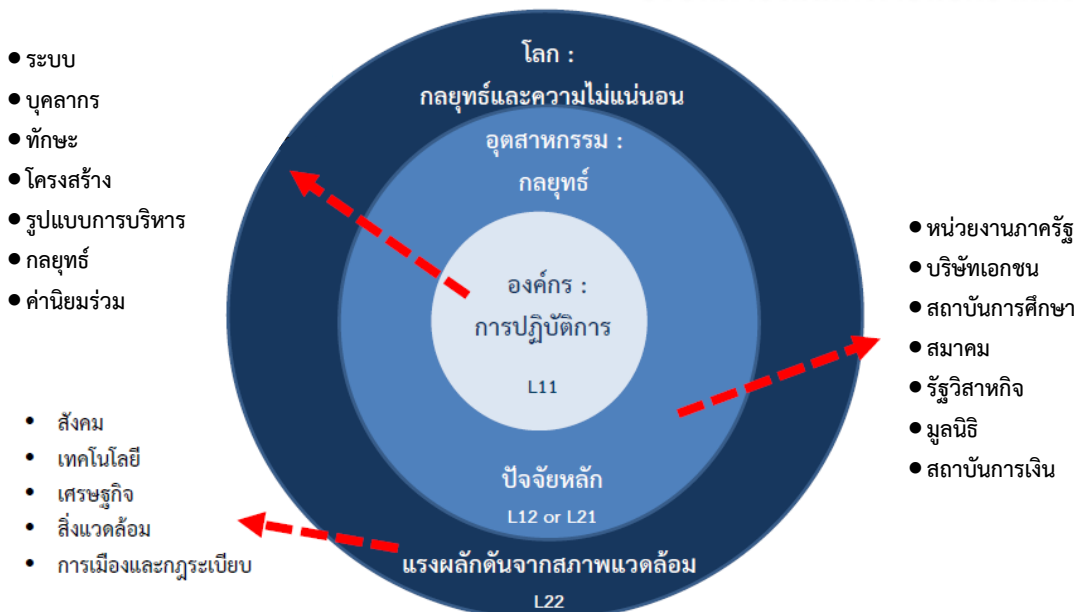 ● ระบบ
● บุคลากร
● ทักษะ
● โครงสร้าง
● รูปแบบการบริหาร
● กลยุทธ์
● ค่านิยมร่วม
โลก :
กลยุทธ์และความไม่แน่นอน
อุตสาหกรรม :
กลยุทธ์
องค์กร :
การปฏิบัติการ
L11
ปัจจัยหลัก
L12 or L21
แรงผลักดันจากสภาพแวดล้อม
L22
● หน่วยงานภาครัฐ
● บริษัทเอกชน
● สถาบันการศึกษา
● สมาคม
● รัฐวิสาหกิจ
● มูลนิธิ
● สถาบันการเงิน
• สังคม
• เทคโนโลยี
• เศรษฐกิจ
• สิ่งแวดล้อม
• การเมืองและกฎระเบียบ